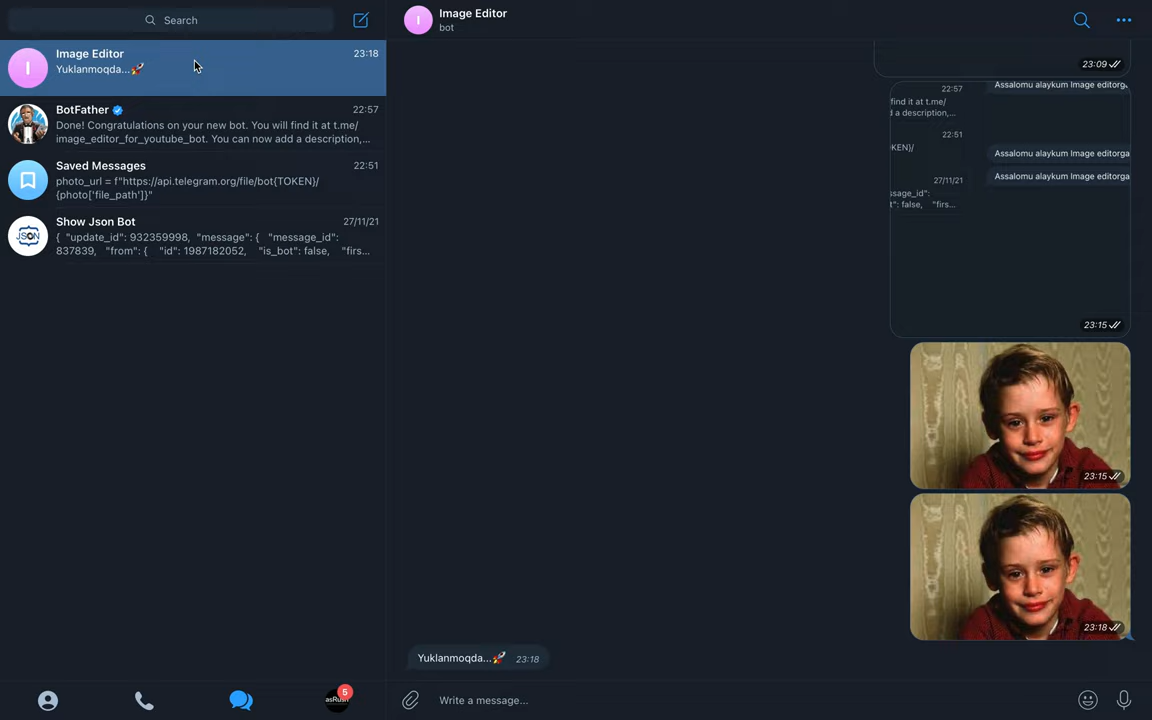 Search
Image Editor
23:18
Yuklanmoqda...🚀
BotFather
22:57
Done! Congratulations on your new bot. You will find it at t.me/
image_editor_for_youtube_bot. You can now add a description,...
Saved Messages
22:51
photo_url = f"https://api.telegram.org/file/bot{TOKEN}/
{photo['file_path']}"
Show Json Bot
27/11/21
{ "update_id": 932359998, "message": { "message_id":
837839, "from": { "id": 1987182052, "is_bot": false, "firs...
JSON
asRush
5
Image Editor
bot
23:09
22:57
Assalomu alaykum Image editorga
find it at t.me/
d a description,...
22:51
KEN}/
Assalomu alaykum Image editorga
Assalomu alaykum Image editorga
27/11/21
ssage_id":
": false, "firs...
23:15
23:15
23:18
Yuklanmoqda...🚀 23:18
Write a message...